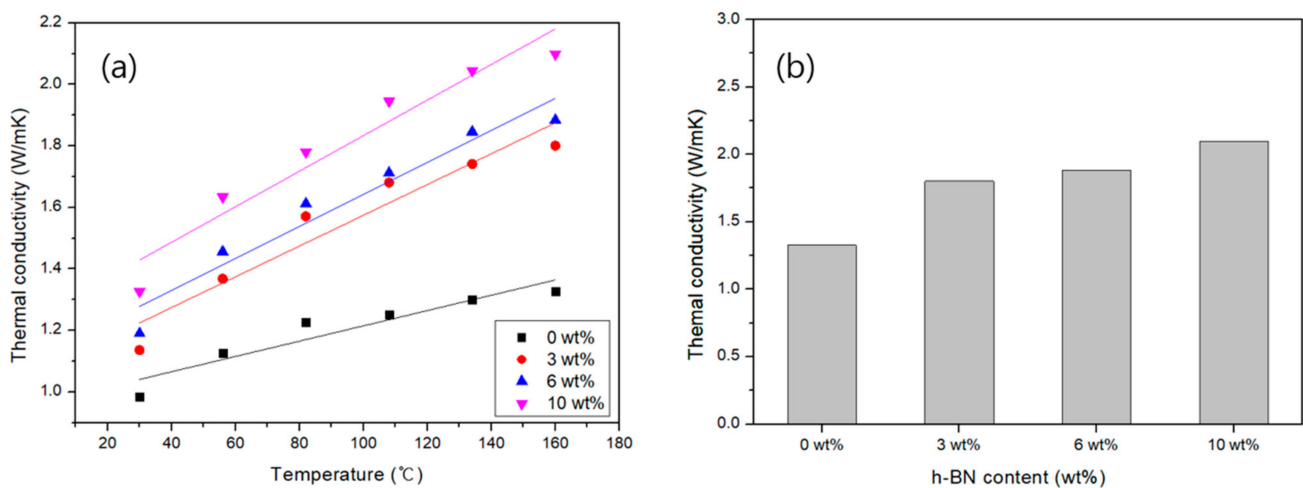 (a)
Thermal conductivity (W/mK)
2.2
2.0
1.8
1.6
1.4
1.2
1.0
0 wt%
3 wt%
6 wt%
10 wt%
20 40 60 80 100 120 140 160 180
Temperature (℃)
(b)
Themal conductivity (W/mK)
3.0
2.5
2.0
1.5
1.0
0.5
0.0
0 wt% 3 wt% 6 wt% 10 wt%
h-BN content (wt%)